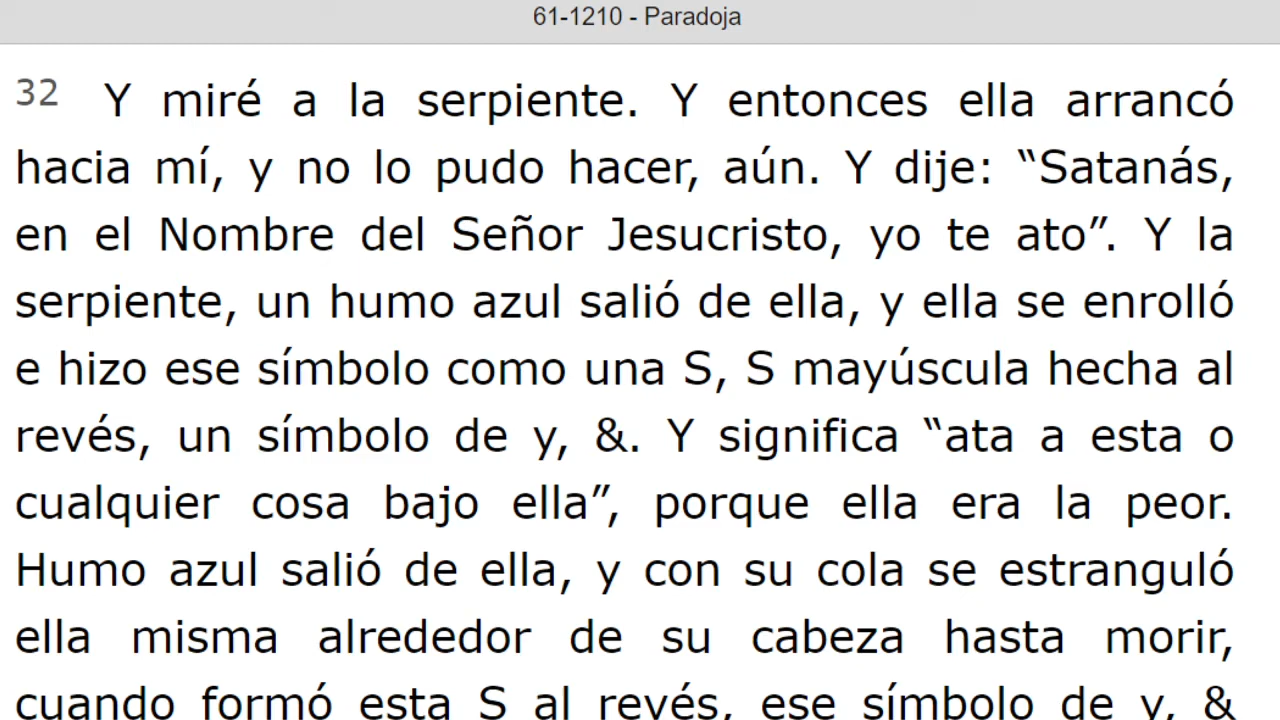 61-1210 - Paradoja
32 Y miré a la serpiente. Y entonces ella arrancó
hacia mí, y no lo pudo hacer, aún. Y dije: “Satanás,
en el Nombre del Señor Jesucristo, yo te ato”. Y la
serpiente, un humo azul salió de ella, y ella se enrolló
e hizo ese símbolo como una S, S mayúscula hecha al
revés, un símbolo de y, &. Y significa “ata a esta o
cualquier cosa bajo ella”, porque ella era la peor.
Humo azul salió de ella, y con su cola se estranguló
ella misma alrededor de su cabeza hasta morir,
cuando formó esta S al revés, ese símbolo de y, &